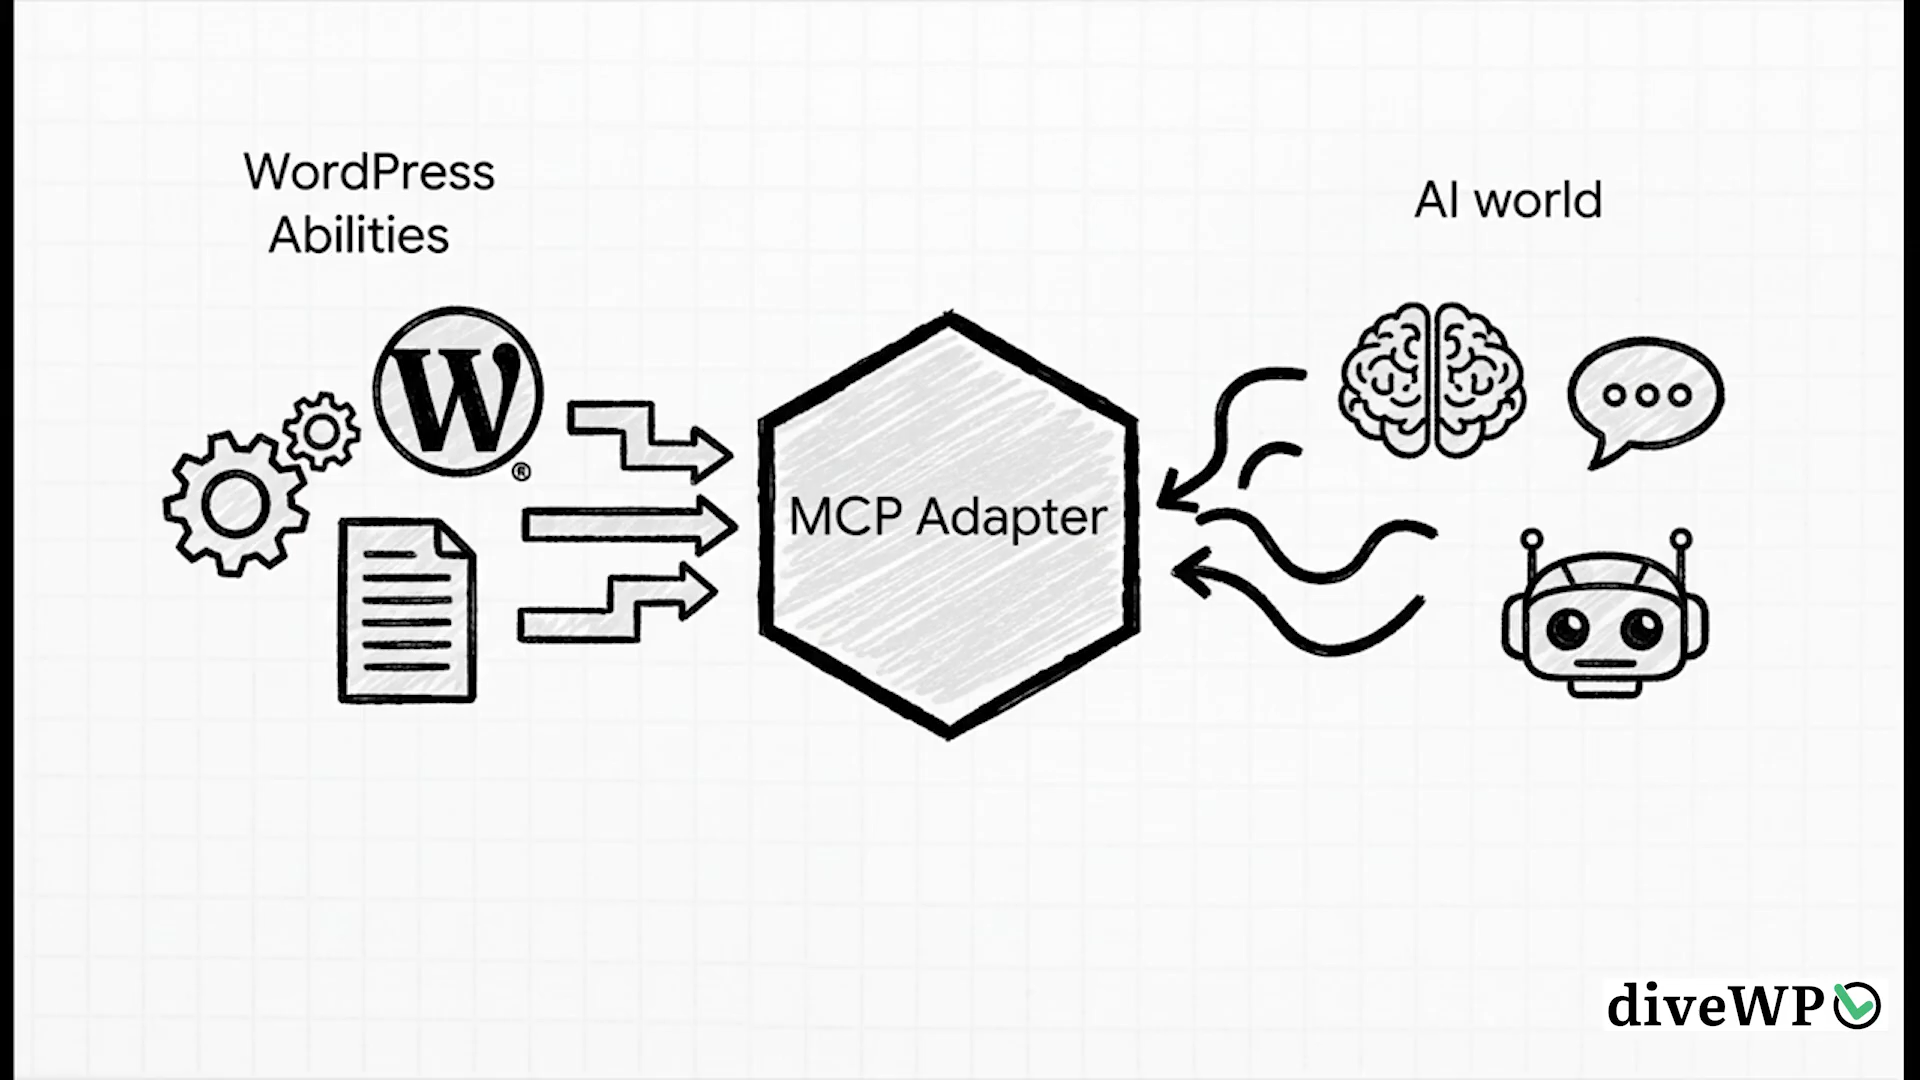 WordPress
Abilities
AI world
W
®
MCP Adapter
diveWP